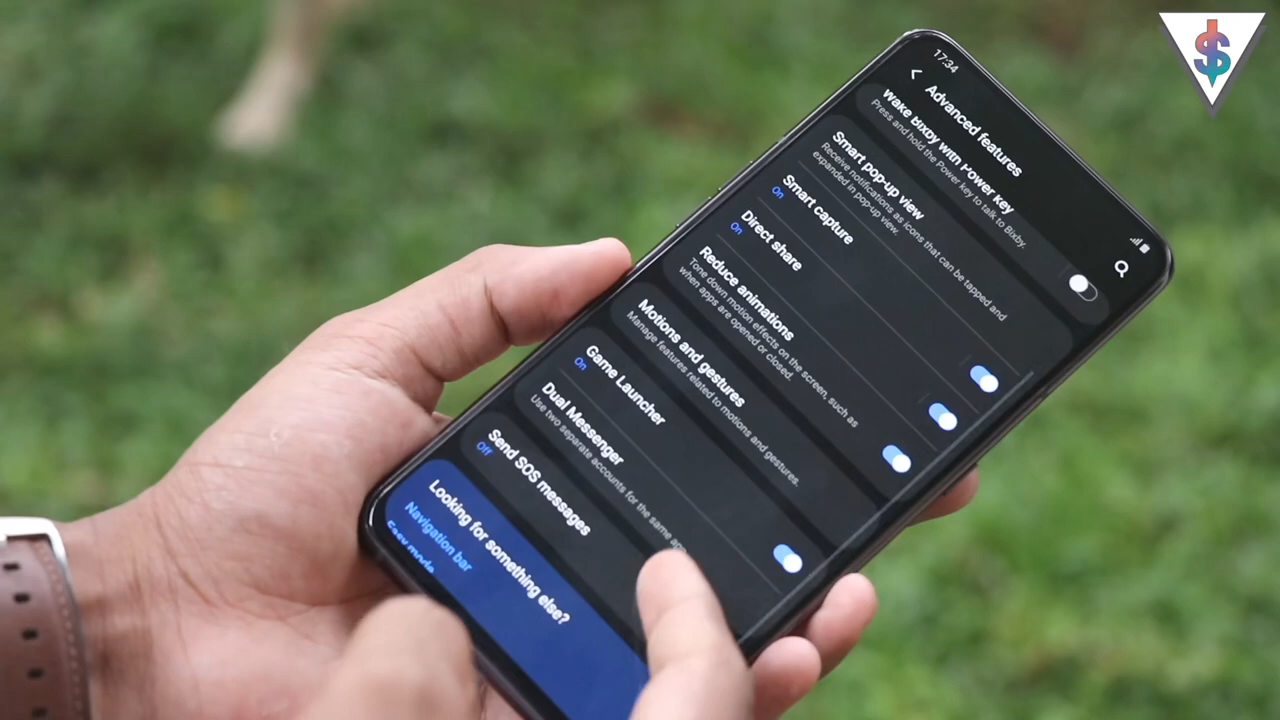 17:34
Advanced features
Wake Bixby with Power key
Press and hold the Power key to talk to Bixby.
Smart pop-up view
Receive notifications as icons that can be tapped and
expanded in pop-up view.
Smart capture
On
Direct share
On
Reduce animations
Tone down motion effects on the screen, such as
when apps are opened or closed.
Motions and gestures
Manage features related to motions and gestures.
Game Launcher
On
Dual Messenger
Use two separate accounts for the same
Send SOS messages
Off
Looking for something else?
Navigation bar
Easy mode
$